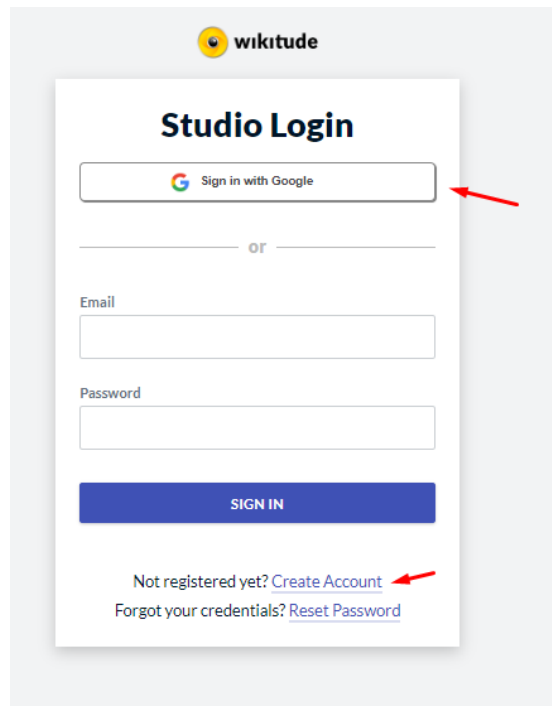 wikitude
Studio Login
Sign in with Google
or
Email
Password
SIGN IN
Not registered yet? Create Account
Forgot your credentials? Reset Password